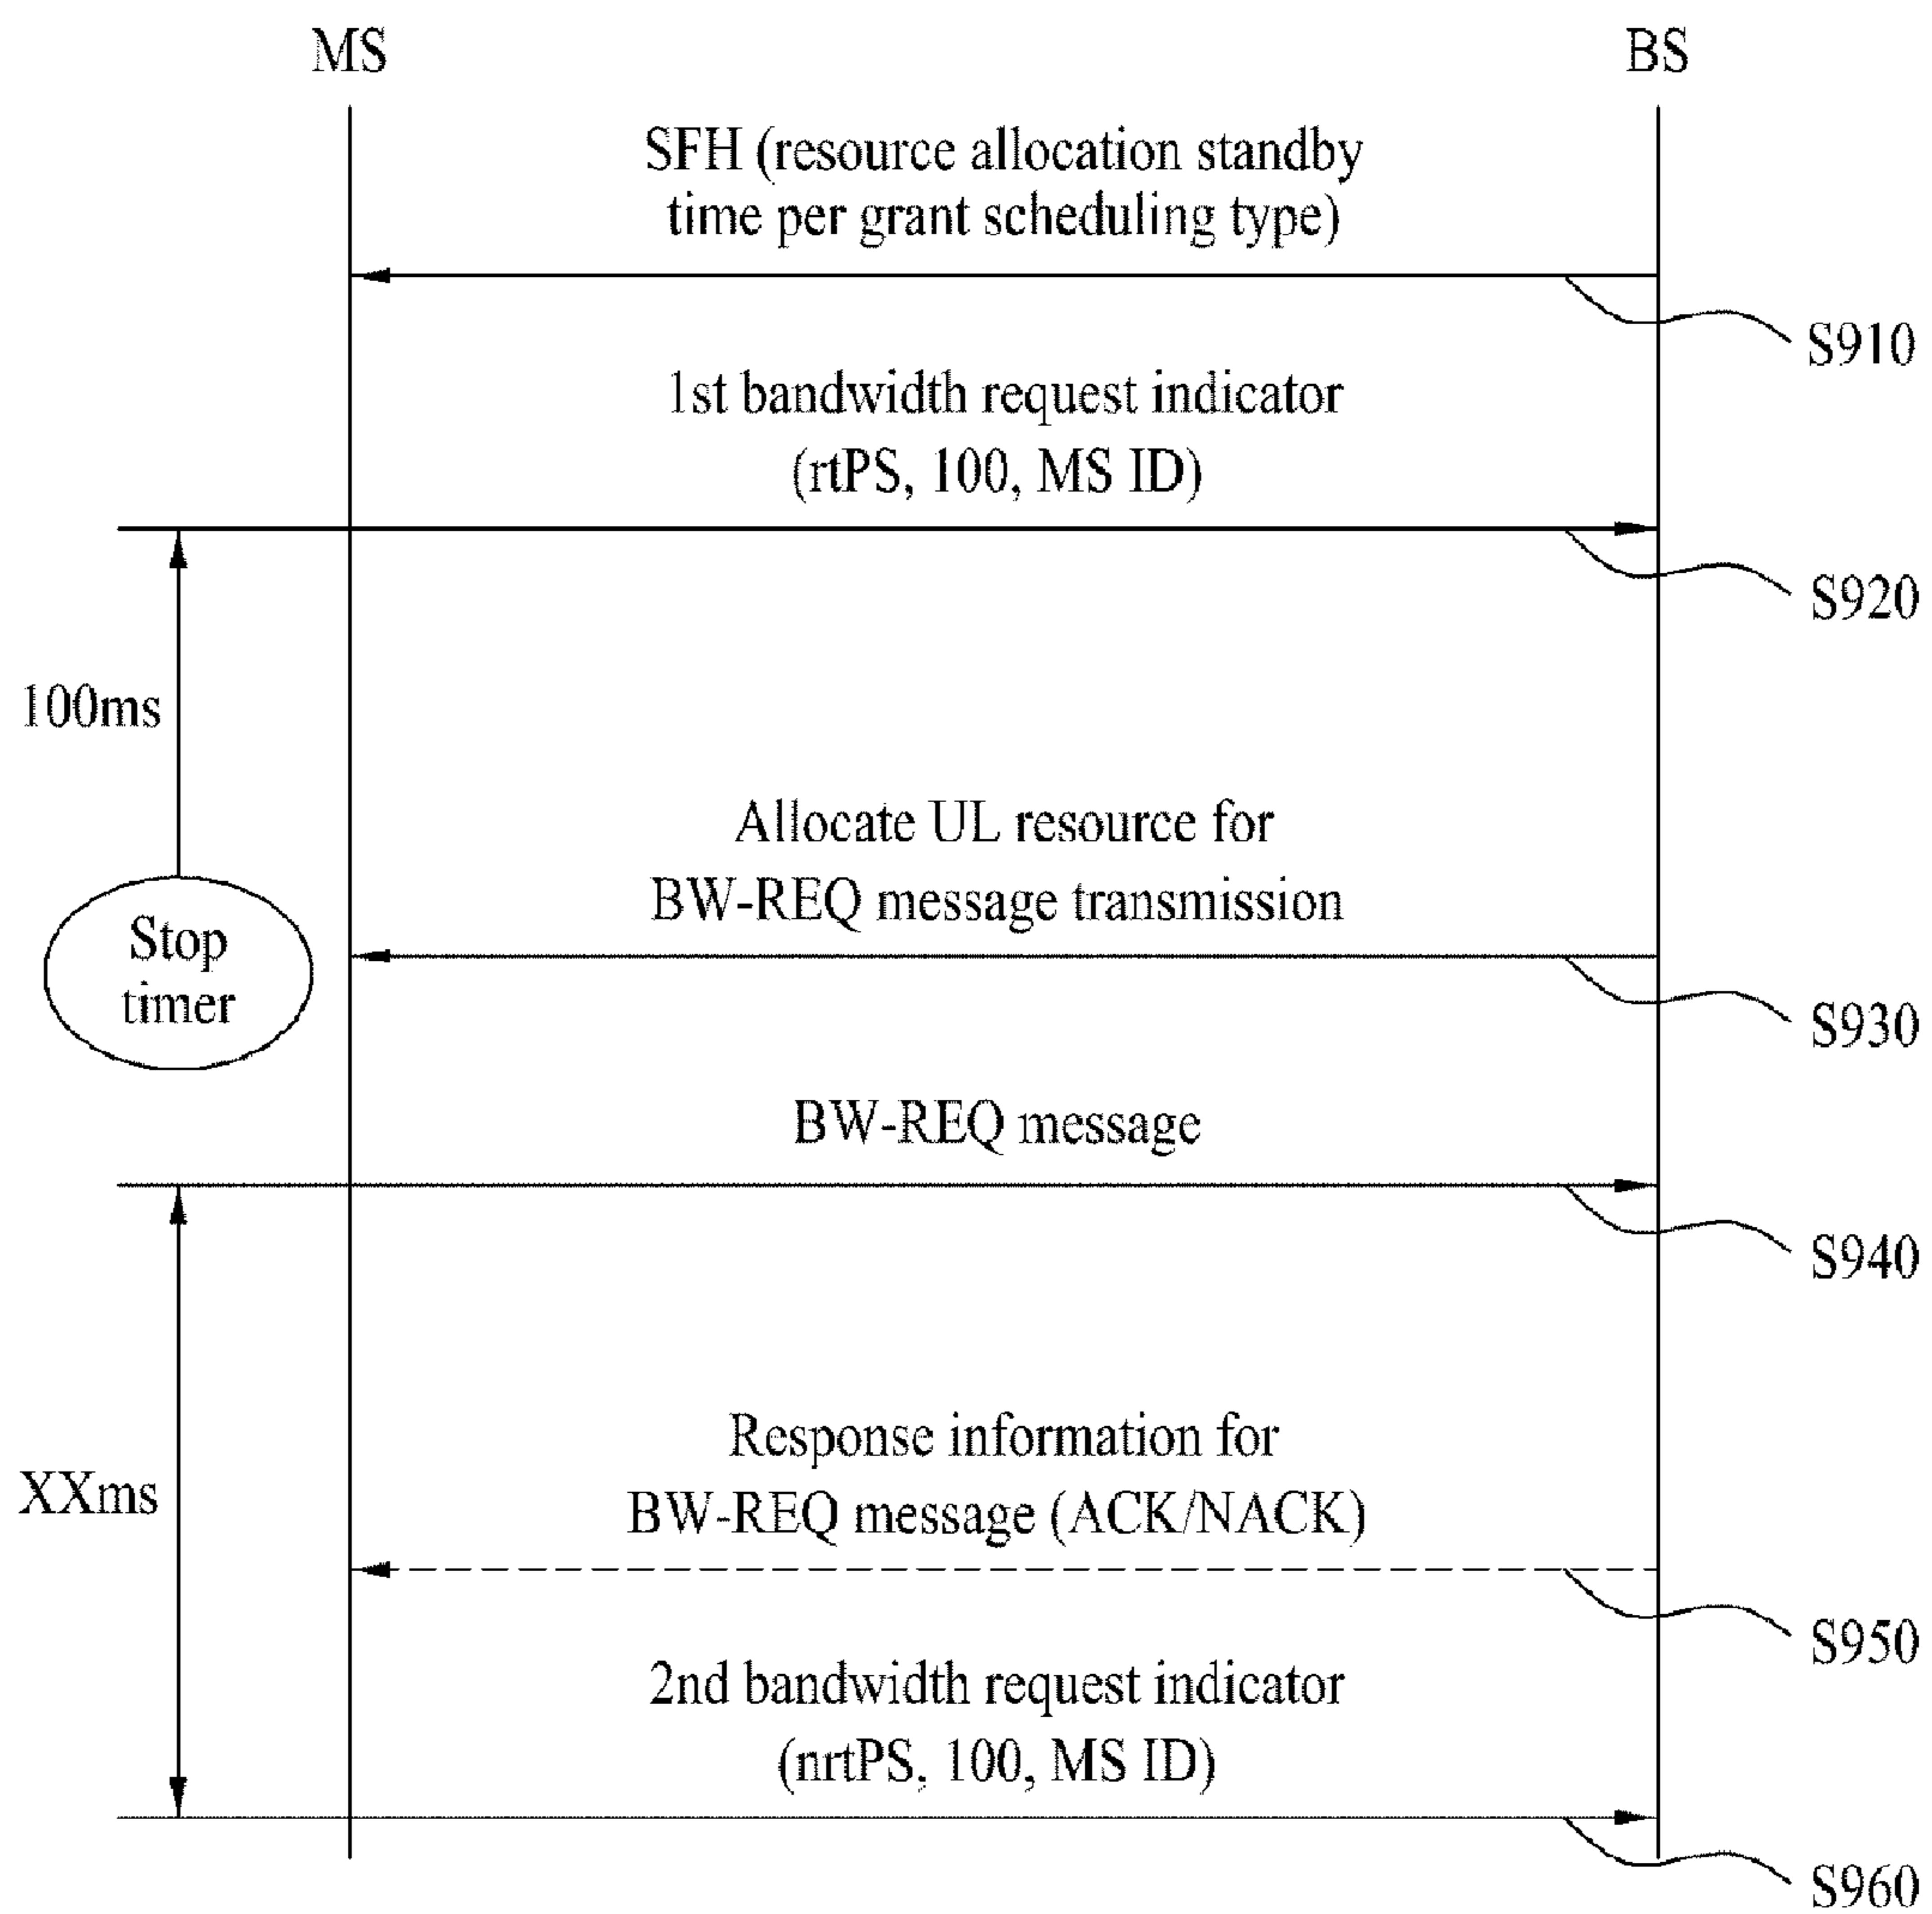 MS
BS
SFH (resource allocation standby
time per grant scheduling type)
S910
1st bandwidth request indicator
(rtPS, 100, MS ID)
S920
100ms
Allocate UL resource for
BW-REQ message transmission
Stop
timer
S930
BW-REQ message
S940
Response information for
BW-REQ message (ACK/NACK)
XXms
S950
2nd bandwidth request indicator
(nrtPS, 100, MS ID)
S960